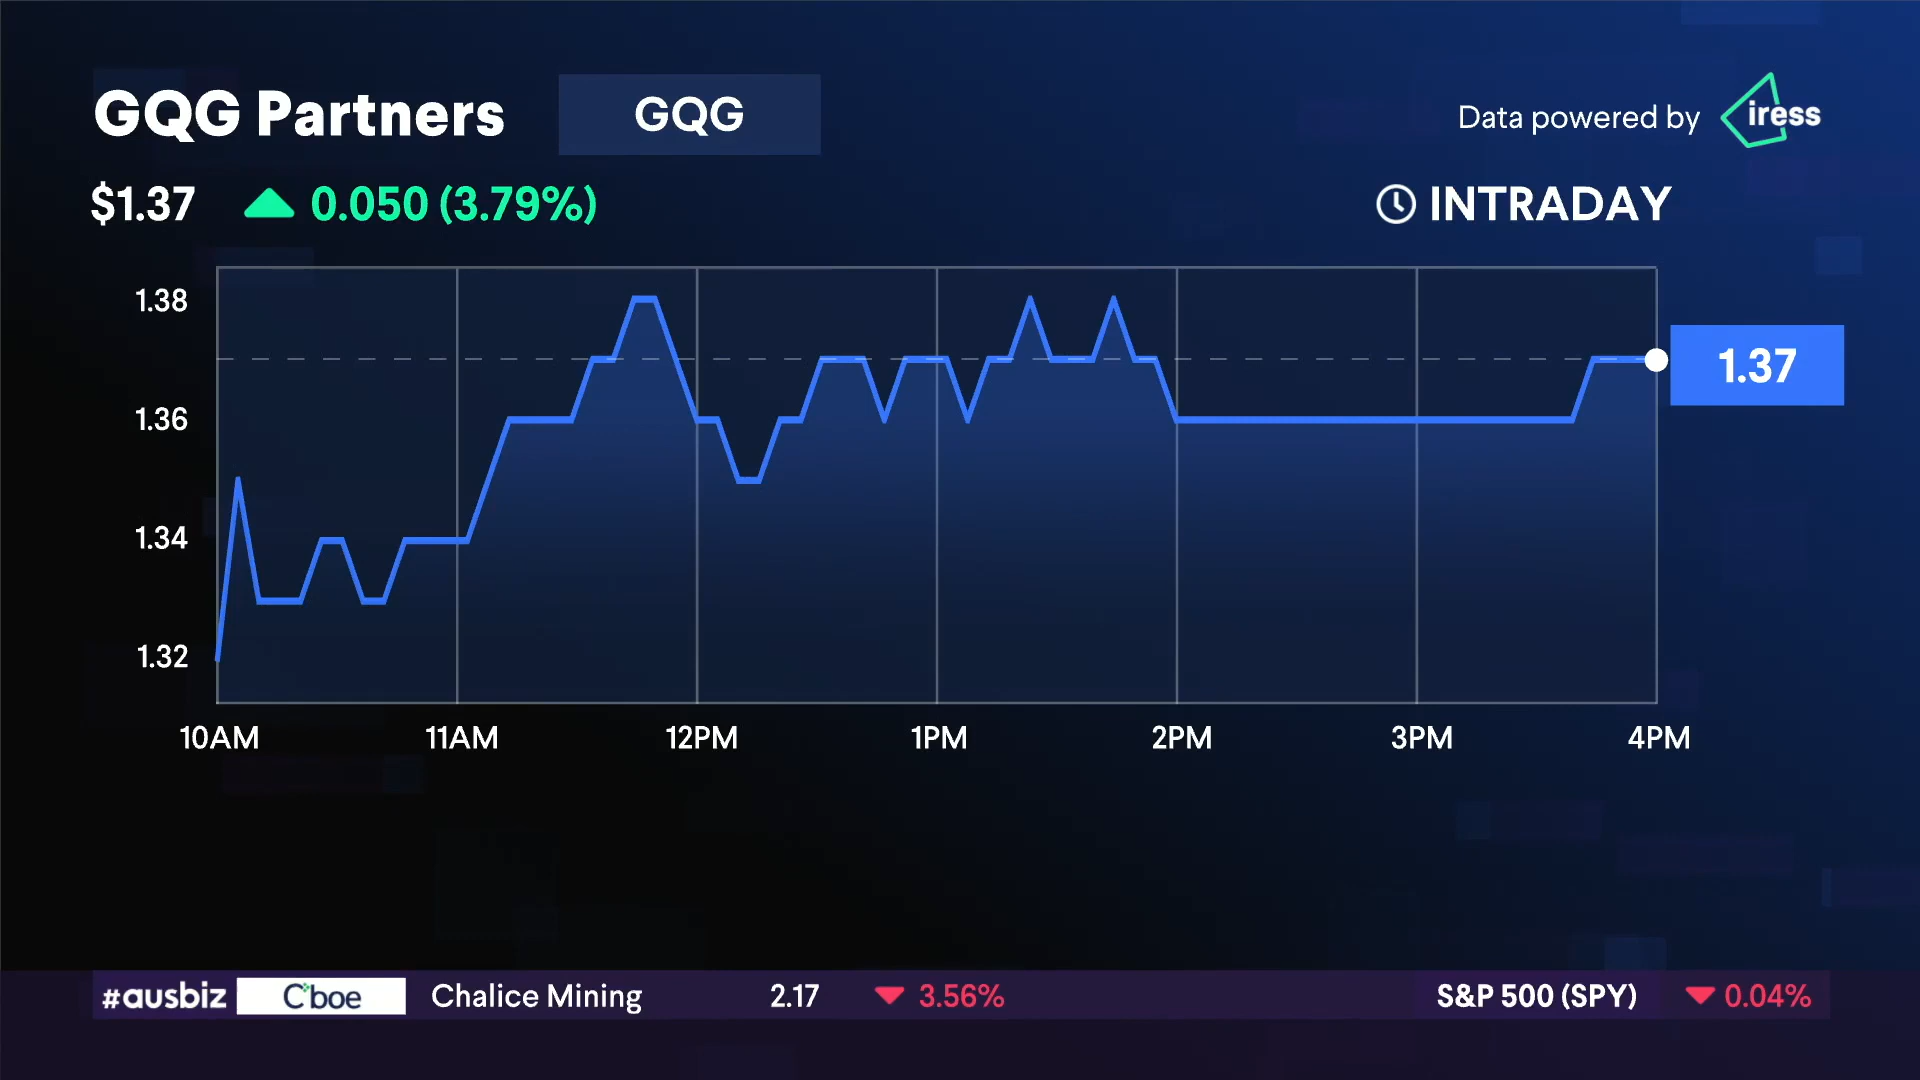 GQG Partners GQG
Data powered by iress
$1.37 0.050 (3.79%)
INTRADAY
1.38
1.37
1.36
1.34
1.32
10AM 11AM 12PM 1PM 2PM 3PM 4PM
#ausbiz Cboe Chalice Mining 2.17 3.56% S&P 500 (SPY) 0.04%